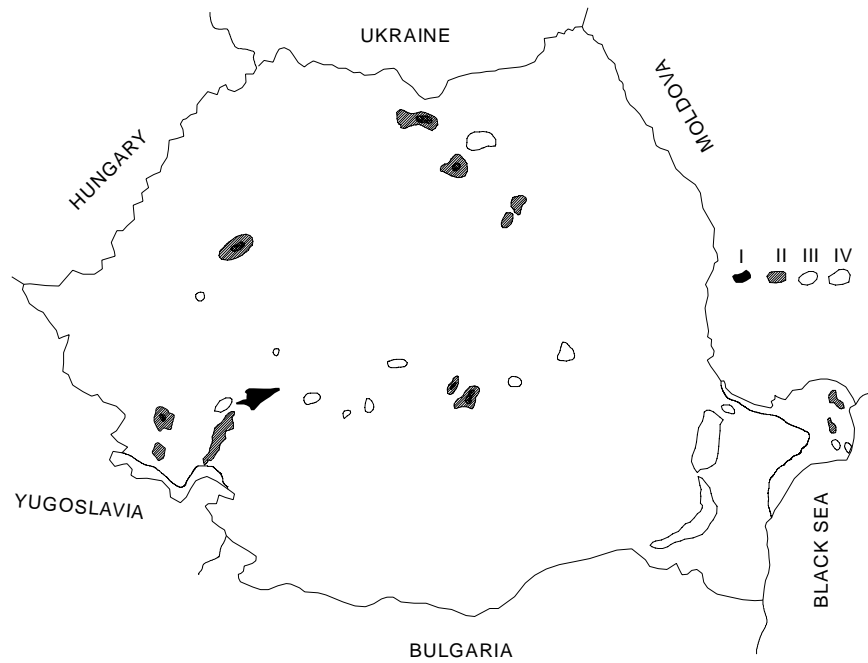 UKRAINE
HUNGARY
MOLDOVA
I II III IV
YUGOSLAVIA
BLACK SEA
BULGARIA